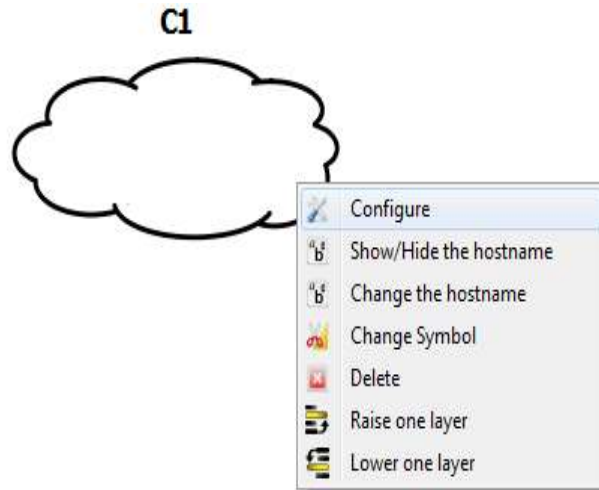 C1
Configure
Show/Hide the hostname
Change the hostname
Change Symbol
Delete
Raise one layer
Lower one layer